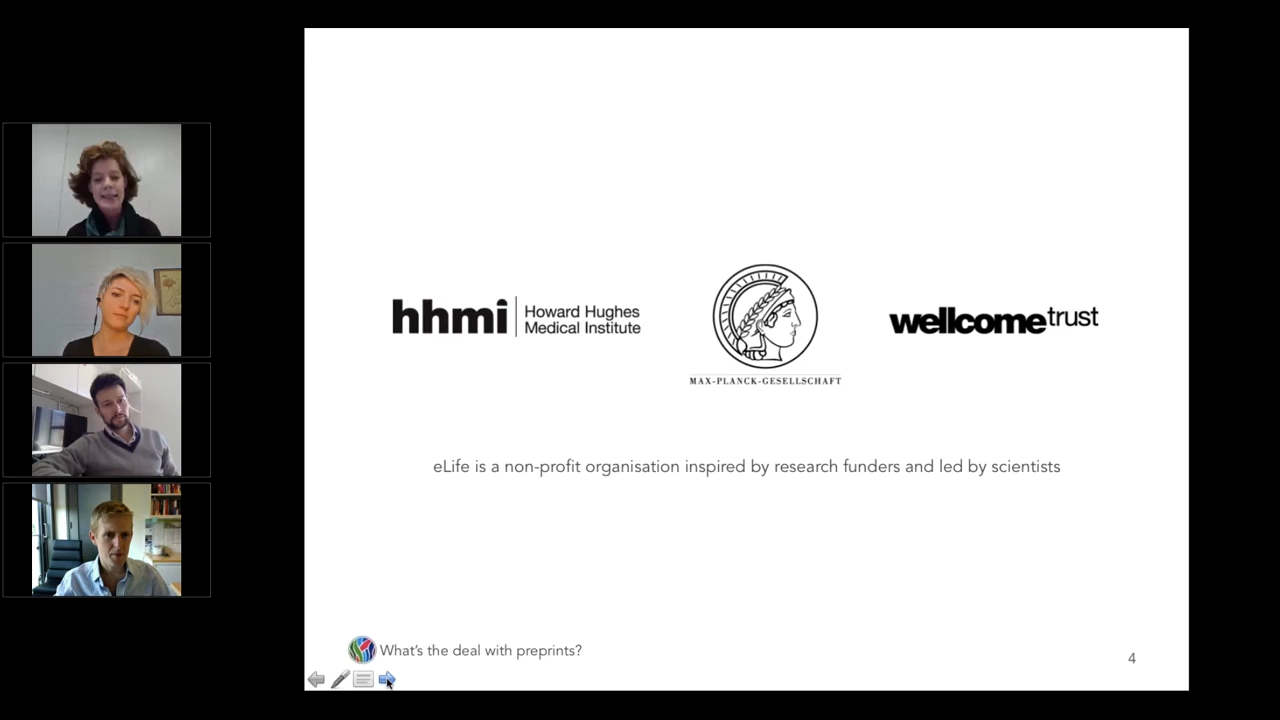 hhmi
Howard Hughes
Medical Institute
MAX-PLANCK-GESELLSCHAFT
wellcometrust
eLife is a non-profit organisation inspired by research funders and led by scientists
What's the deal with preprints?
4